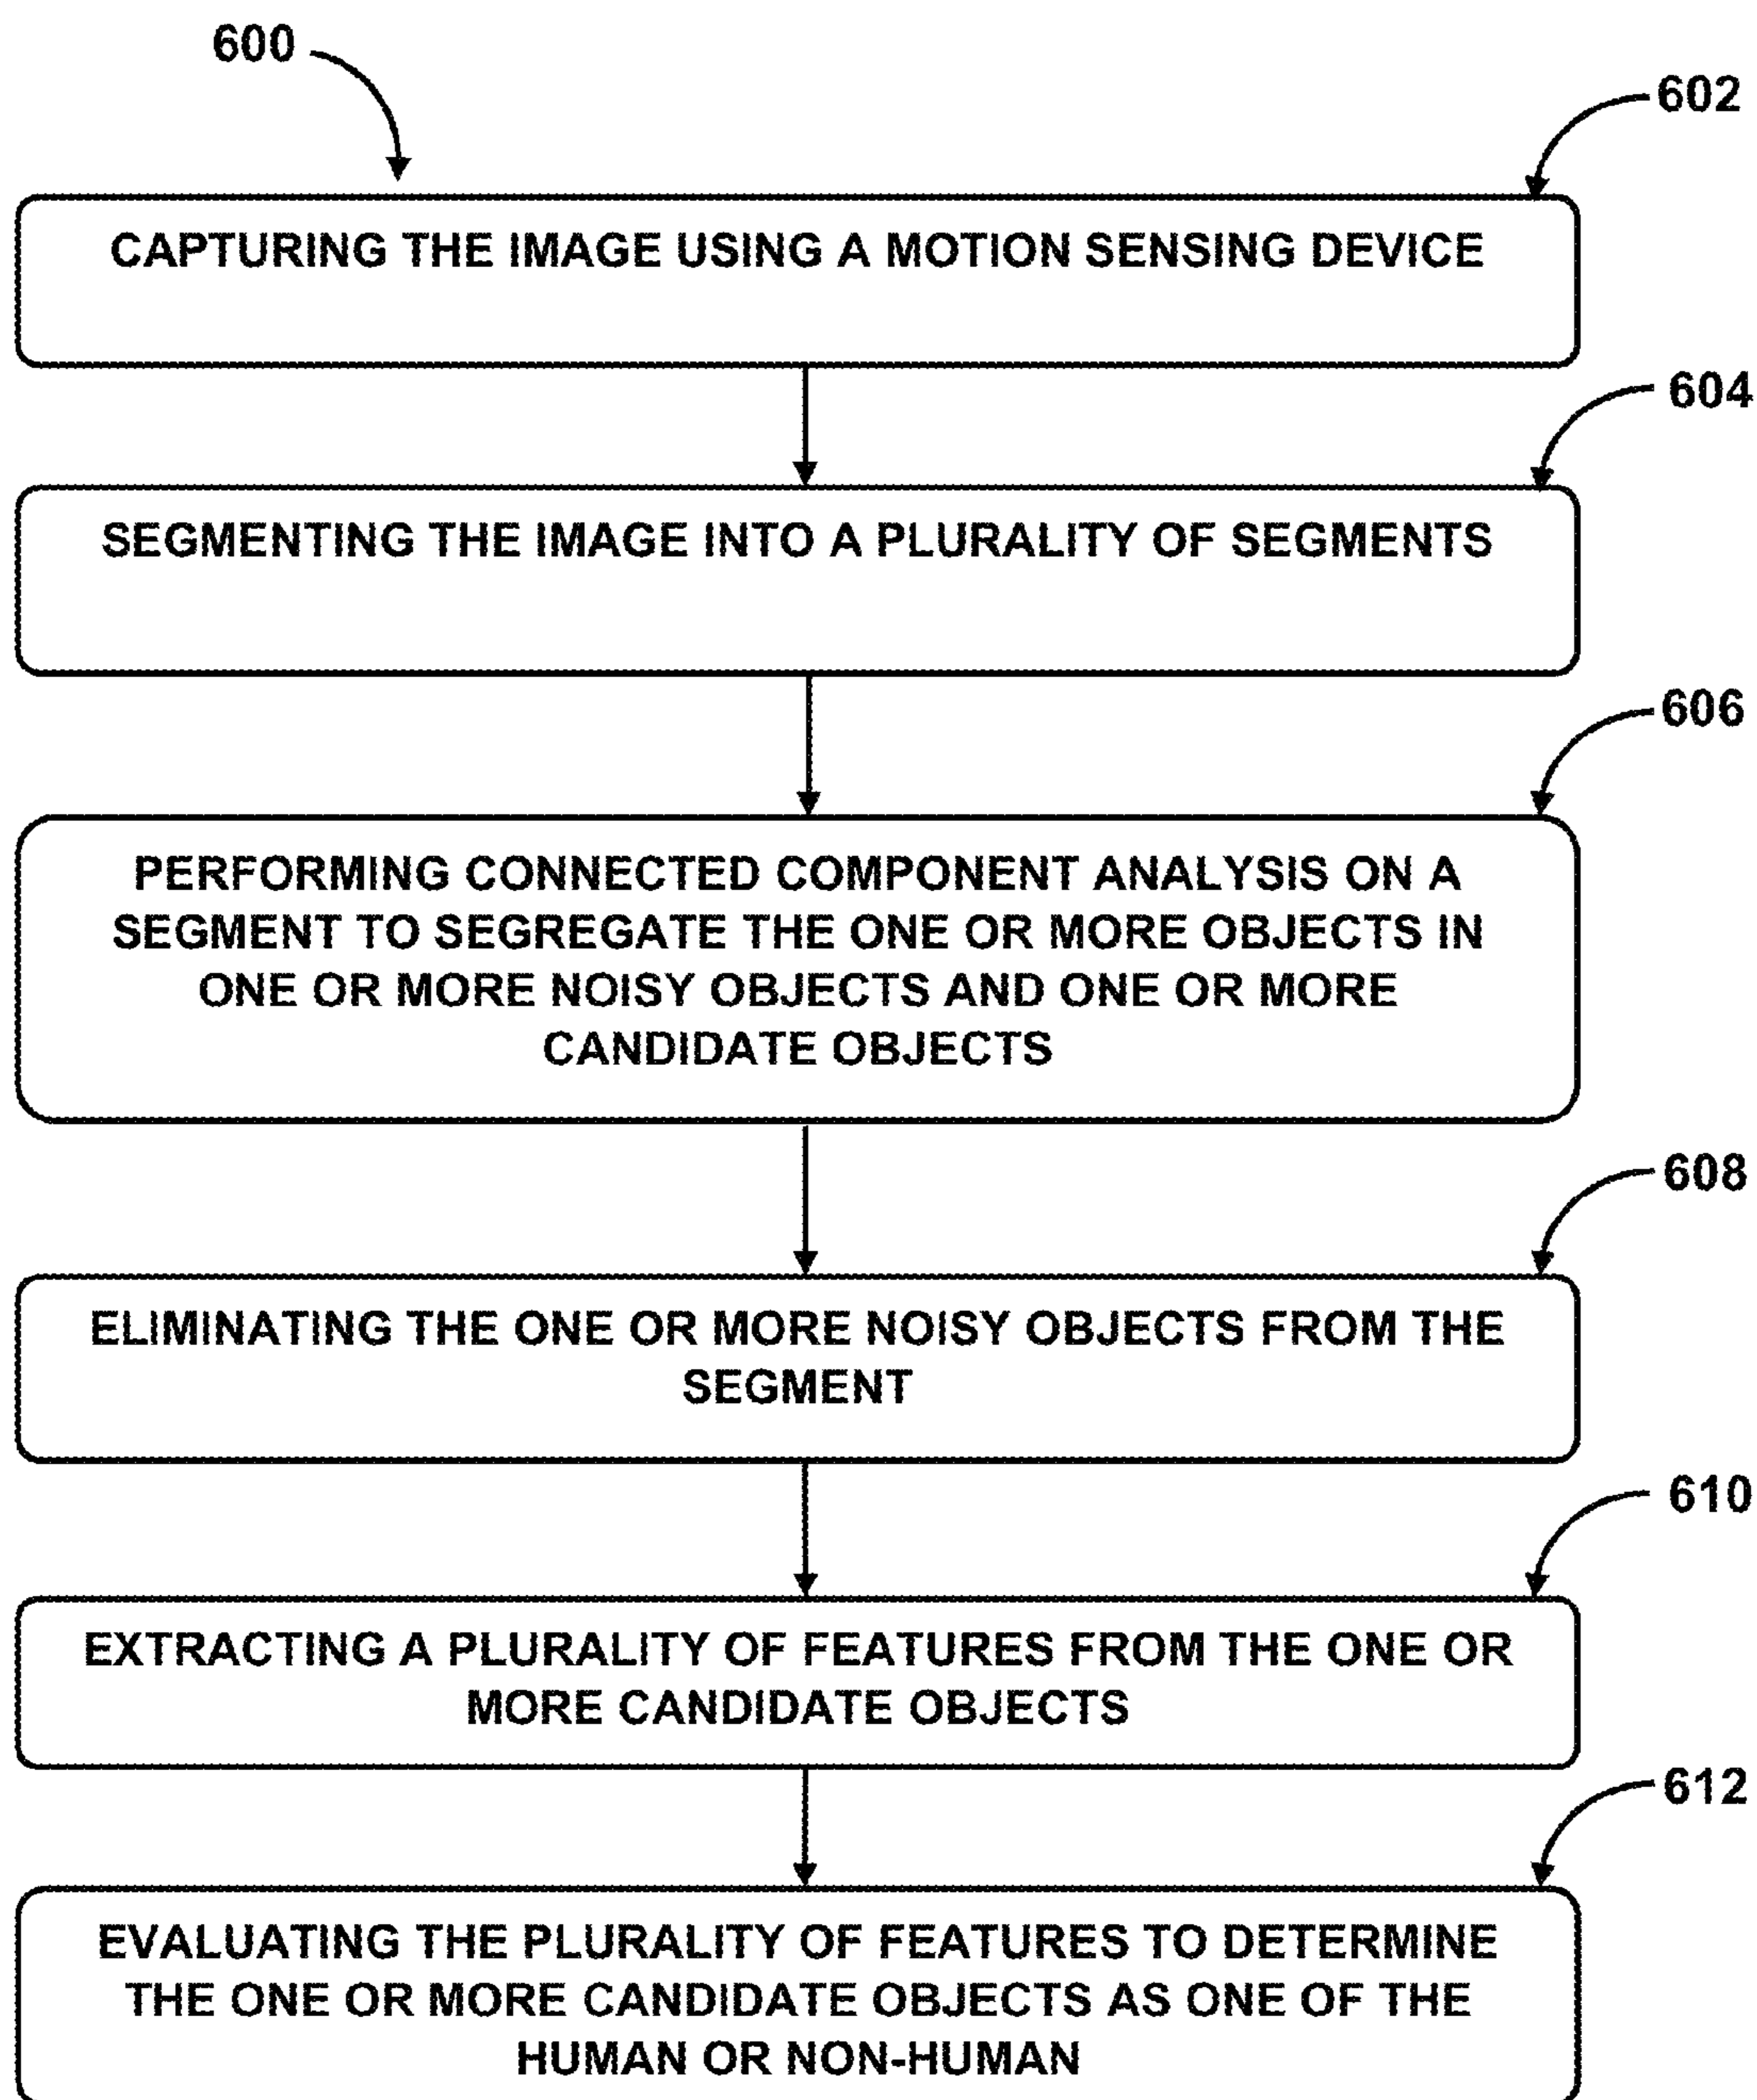 600
602
CAPTURING THE IMAGE USING A MOTION SENSING DEVICE
604
SEGMENTING THE IMAGE INTO A PLURALITY OF SEGMENTS
606
PERFORMING CONNECTED COMPONENT ANALYSIS ON A
SEGMENT TO SEGREGATE THE ONE OR MORE OBJECTS IN
ONE OR MORE NOISY OBJECTS AND ONE OR MORE
CANDIDATE OBJECTS
608
ELIMINATING THE ONE OR MORE NOISY OBJECTS FROM THE
SEGMENT
610
EXTRACTING A PLURALITY OF FEATURES FROM THE ONE OR
MORE CANDIDATE OBJECTS
612
EVALUATING THE PLURALITY OF FEATURES TO DETERMINE
THE ONE OR MORE CANDIDATE OBJECTS AS ONE OF THE
HUMAN OR NON-HUMAN